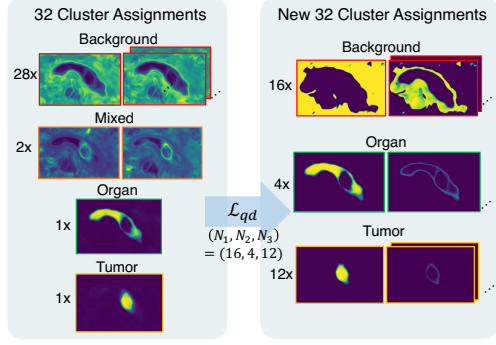 32 Cluster Assignments
Background
28x
Mixed
2x
Organ
1x
Tumor
1x
ℒqd
(N1, N2, N3)
= (16, 4, 12)
New 32 Cluster Assignments
Background
16x
Organ
4x
Tumor
12x